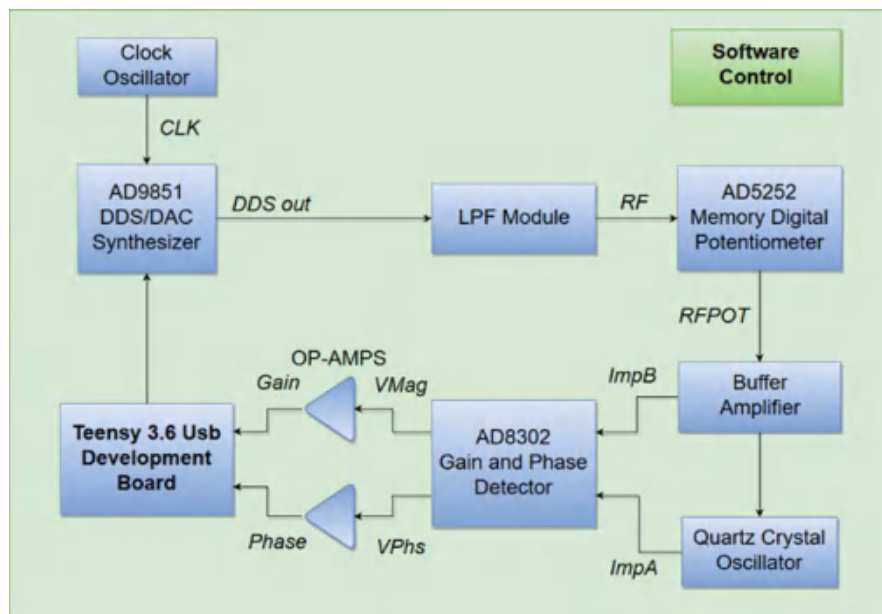 Clock
Oscillator
Software
Control
CLK
AD9851
DDS/DAC
Synthesizer
DDS out
LPF Module
RF
AD5252
Memory Digital
Potentiometer
RFPOT
OP-AMPS
Gain
VMag
ImpB
Buffer
Amplifier
Teensy 3.6 Usb
Development
Board
AD8302
Gain and Phase
Detector
Phase
VPhs
ImpA
Quartz Crystal
Oscillator